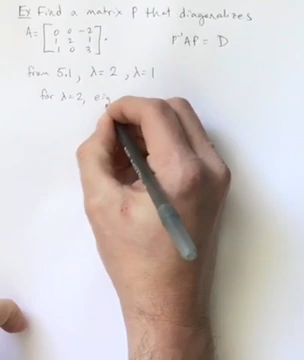 Ex Find a matrix P that diagonalizes
A = [ 0 0 -2
1 2 1
1 0 3 ].
P⁻¹AP = D
from 5.1, λ = 2, λ = 1
for λ=2, eig